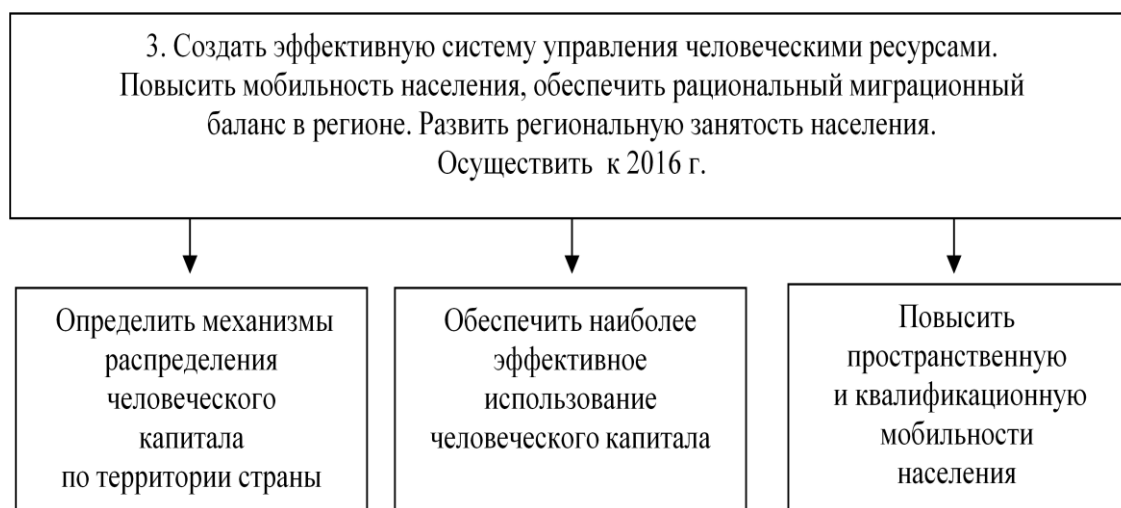 3. Создать эффективную систему управления человеческими ресурсами.
Повысить мобильность населения, обеспечить рациональный миграционный
баланс в регионе. Развить региональную занятость населения.
Осуществить к 2016 г.
Определить механизмы
распределения
человеческого
капитала
по территории страны
Обеспечить наиболее
эффективное
использование
человеческого капитала
Повысить
пространственную
и квалификационную
мобильности
населения